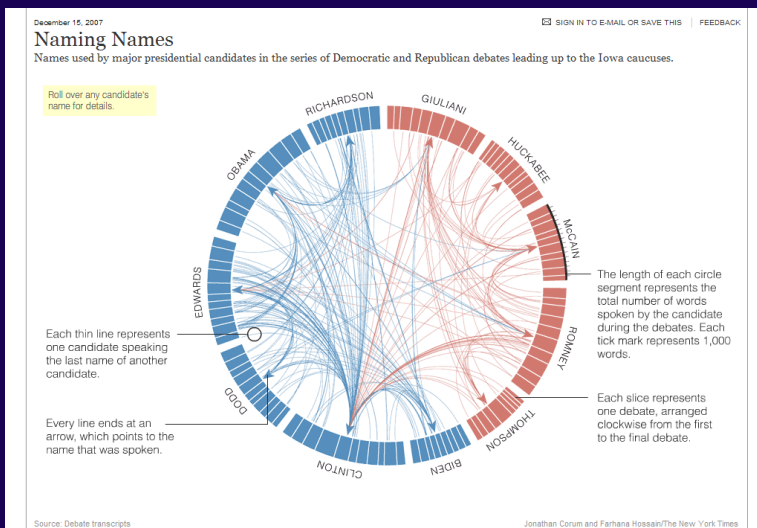 December 15, 2007
SIGN IN TO E-MAIL OR SAVE THIS
FEEDBACK
Naming Names
Names used by major presidential candidates in the series of Democratic and Republican debates leading up to the Iowa caucuses.
Roll over any candidate's
name for details.
RICHARDSON
GIULIANI
OBAMA
HUCKABEE
McCAIN
EDWARDS
The length of each circle
segment represents the
total number of words
spoken by the candidate
during the debates. Each
tick mark represents 1,000
words.
Each thin line represents
one candidate speaking
the last name of another
candidate.
ROMNEY
DODD
Each slice represents
one debate, arranged
clockwise from the first
to the final debate.
THOMPSON
Every line ends at an
arrow, which points to the
name that was spoken.
CLINTON
BIDEN
Source: Debate transcripts
Jonathan Corum and Farhana Hossain/The New York Times